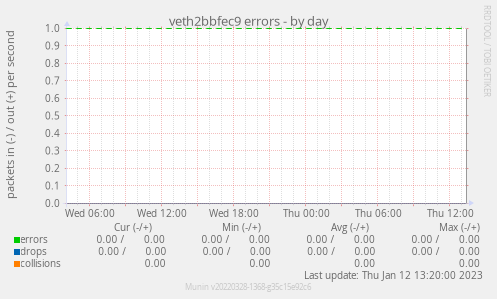 veth2bbfec9 errors - by day
RRDTOOL / TOBI OETIKER
packets in (-) / out (+) per second
1.0
0.9
0.8
0.7
0.6
0.5
0.4
0.3
0.2
0.1
0.0
Wed 06:00 Wed 12:00 Wed 18:00 Thu 00:00 Thu 06:00 Thu 12:00
Cur (-/+) Min (-/+) Avg (-/+) Max (-/+)
errors 0.00 / 0.00 0.00 / 0.00 0.00 / 0.00 0.00 / 0.00
drops 0.00 / 0.00 0.00 / 0.00 0.00 / 0.00 0.00 / 0.00
collisions 0.00 0.00 0.00 0.00
Last update: Thu Jan 12 13:20:00 2023
Munin v20220328-1368-g35c15e92c6